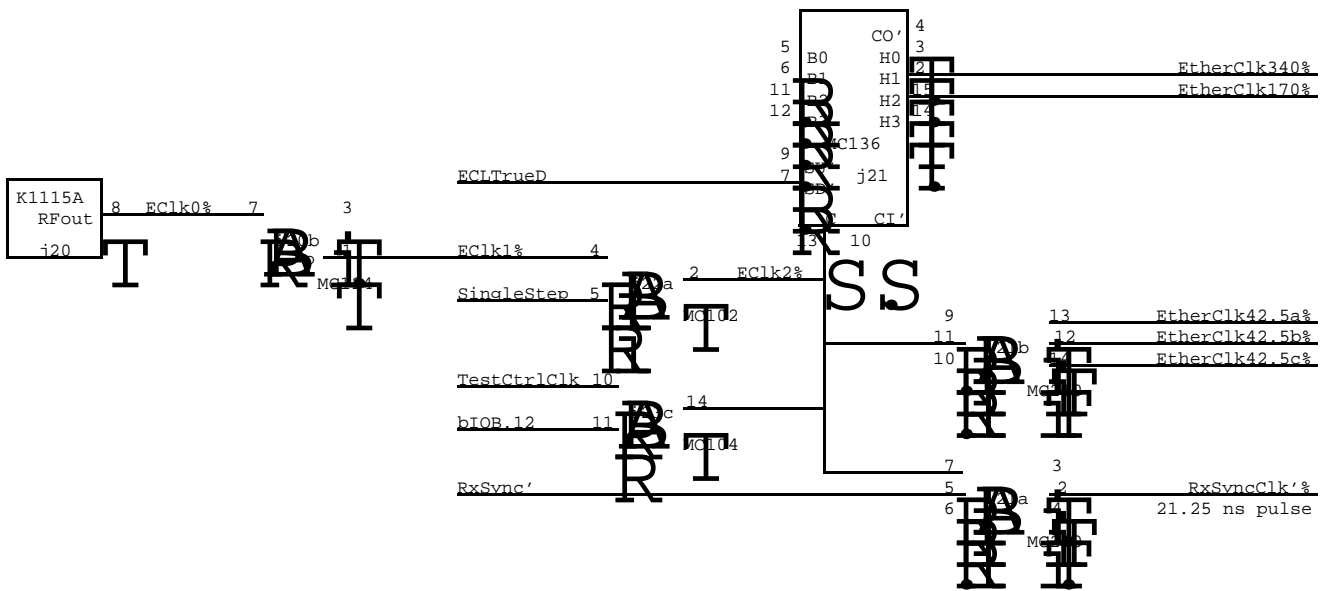 4
CO'
5 3
B0 H0
6 2
B1 H1 EtherClk340%
11 15
H2 EtherClk170%
12 14
H3
MC136
9
ECLTrueD 7 j21
K1115A
RFout 8 EClk0% 7 3
CI'
j20 13 10
EClk1% 4
2 EClk2%
SingleStep 5
MC102
9 13 EtherClk42.5a%
11 12 EtherClk42.5b%
10 EtherClk42.5c%
TestCtrlClk 10
14
bIOB.12 11
MC104
7 3
RxSync' 5 2 RxSyncClk'%
6 21.25 ns pulse